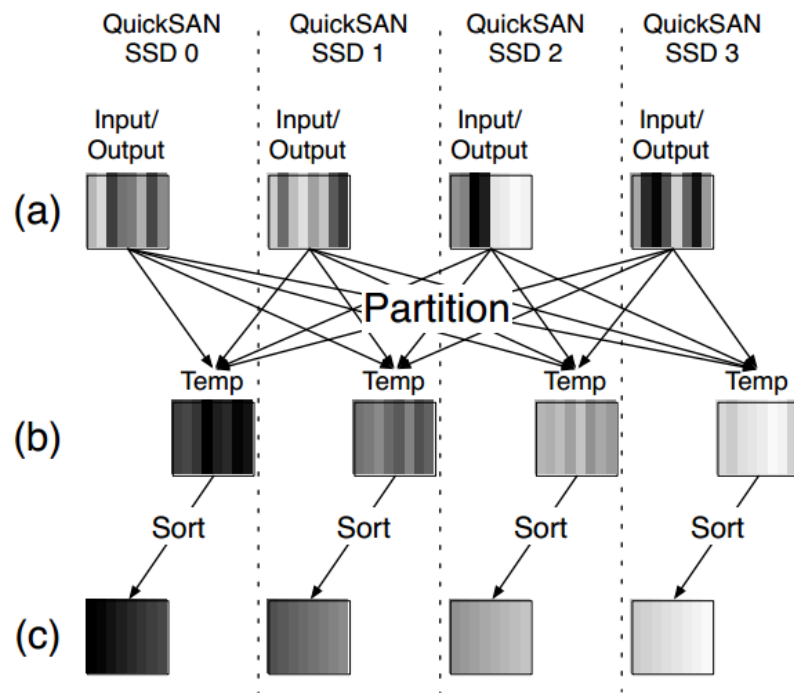 QuickSAN QuickSAN QuickSAN QuickSAN
SSD 0 SSD 1 SSD 2 SSD 3
Input/ Input/ Input/ Input/
Output Output Output Output
(a)
Partition
Temp Temp Temp Temp
(b)
Sort Sort Sort Sort
(c)